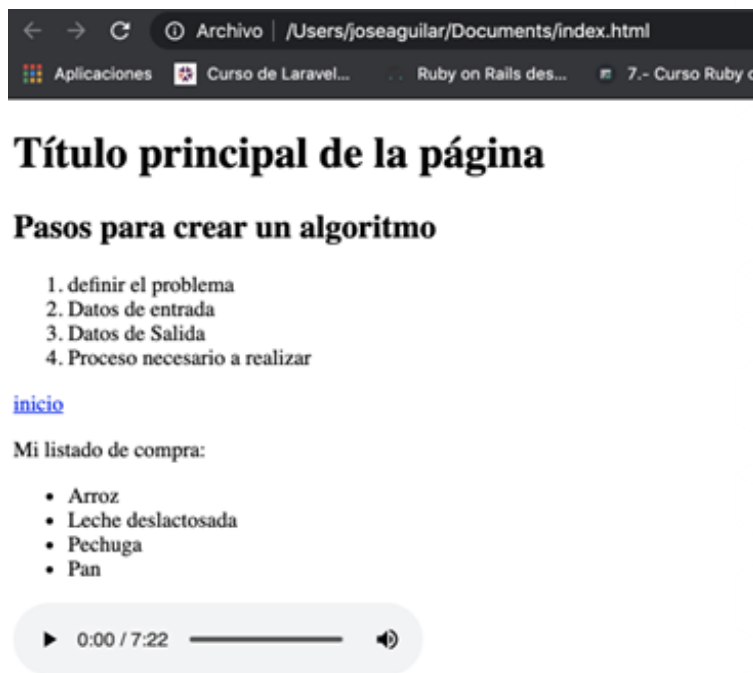 Archivo | /Users/joseaguilar/Documents/index.html
Aplicaciones Curso de Laravel... Ruby on Rails des... 7.- Curso Ruby
Título principal de la página
Pasos para crear un algoritmo
1. definir el problema
2. Datos de entrada
3. Datos de Salida
4. Proceso necesario a realizar
inicio
Mi listado de compra:
• Arroz
• Leche deslactosada
• Pechuga
• Pan
0:00 / 7:22